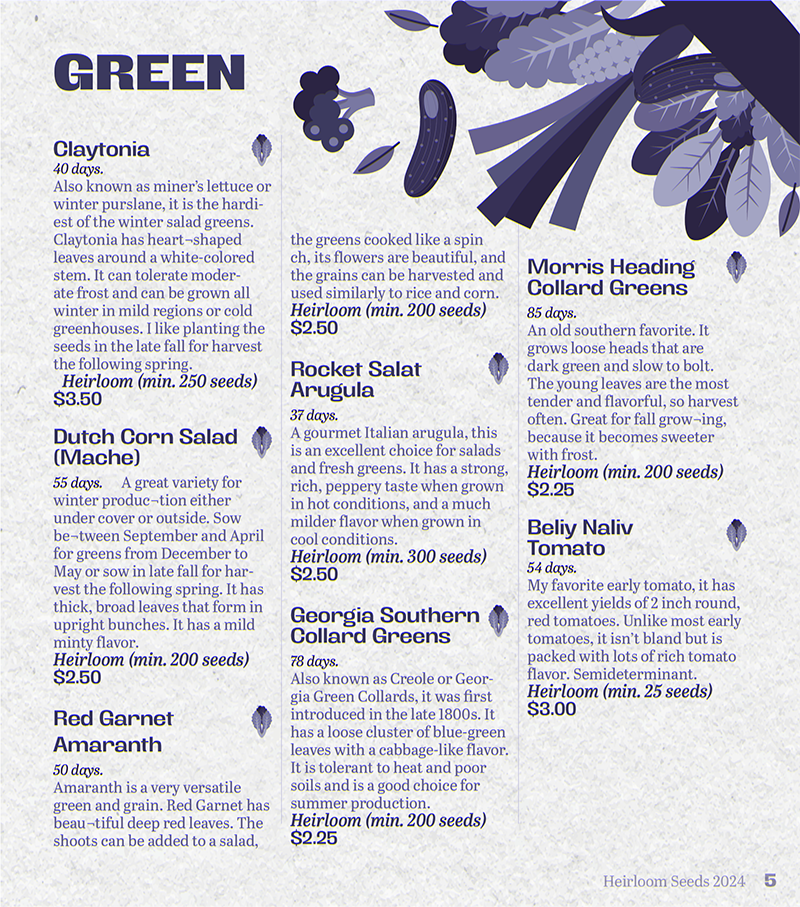 GREEN
Claytonia
40 days.
Also known as miner's lettuce or
winter purslane, it is the hardi-
est of the winter salad greens.
Claytonia has heart¬shaped
leaves around a white-colored
stem. It can tolerate moder-
ate frost and can be grown all
winter in mild regions or cold
greenhouses. I like planting the
seeds in the late fall for harvest
the following spring.
Heirloom (min. 250 seeds)
$3.50
Dutch Corn Salad
(Mache)
55 days. A great variety for
winter produc¬tion either
under cover or outside. Sow
be¬tween September and April
for greens from December to
May or sow in late fall for har-
vest the following spring. It has
thick, broad leaves that form in
upright bunches. It has a mild
minty flavor.
Heirloom (min. 200 seeds)
$2.50
Red Garnet
Amaranth
50 days.
Amaranth is a very versatile
green and grain. Red Garnet has
beau¬tiful deep red leaves. The
shoots can be added to a salad,
the greens cooked like a spin
ch, its flowers are beautiful, and
the grains can be harvested and
used similarly to rice and corn.
Heirloom (min. 200 seeds)
$2.50
Rocket Salat
Arugula
37 days.
A gourmet Italian arugula, this
is an excellent choice for salads
and fresh greens. It has a strong,
rich, peppery taste when grown
in hot conditions, and a much
milder flavor when grown in
cool conditions.
Heirloom (min. 300 seeds)
$2.50
Georgia Southern
Collard Greens
78 days.
Also known as Creole or Geor-
gia Green Collards, it was first
introduced in the late 1800s. It
has a loose cluster of blue-green
leaves with a cabbage-like flavor.
It is tolerant to heat and poor
soils and is a good choice for
summer production.
Heirloom (min. 200 seeds)
$2.25
Morris Heading
Collard Greens
85 days.
An old southern favorite. It
grows loose heads that are
dark green and slow to bolt.
The young leaves are the most
tender and flavorful, so harvest
often. Great for fall grow¬ing,
because it becomes sweeter
with frost.
Heirloom (min. 200 seeds)
$2.25
Beliy Naliv
Tomato
54 days.
My favorite early tomato, it has
excellent yields of 2 inch round,
red tomatoes. Unlike most early
tomatoes, it isn't bland but is
packed with lots of rich tomato
flavor. Semideterminant.
Heirloom (min. 25 seeds)
$3.00
Heirloom Seeds 2024 5